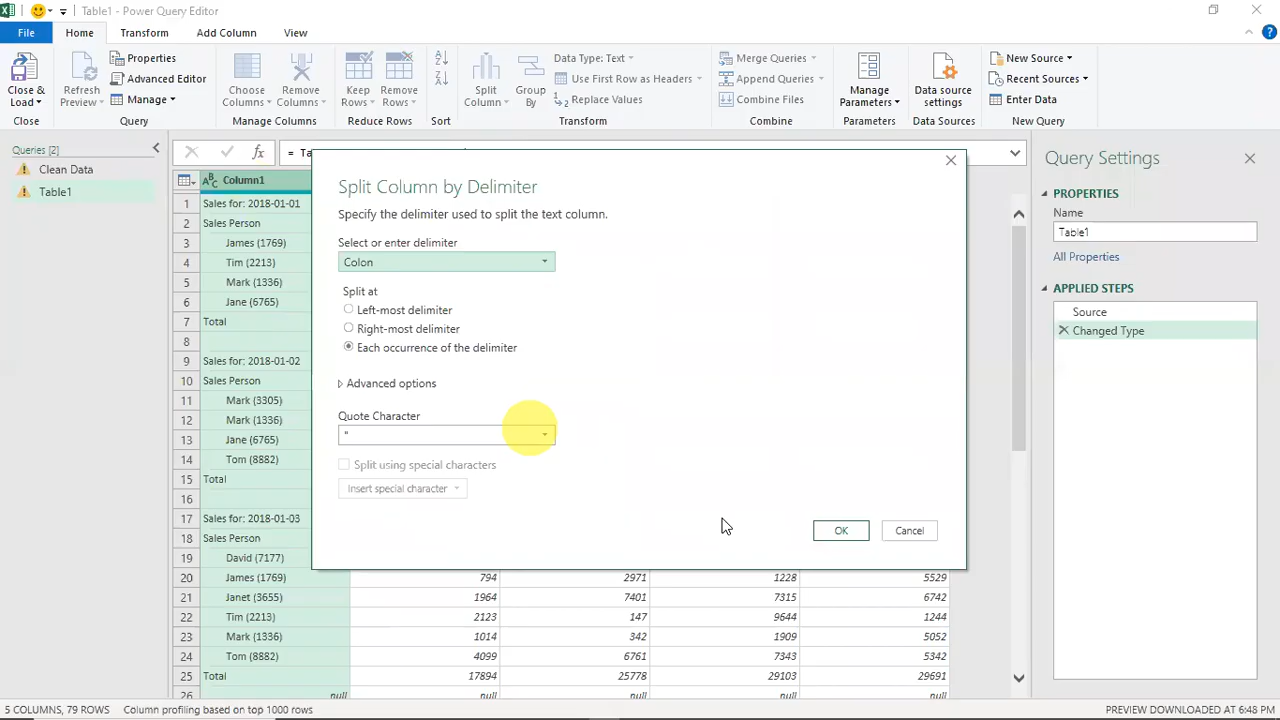 Table1 - Power Query Editor
File Home Transform Add Column View
Close & Load
Close
Refresh Preview
Properties
Advanced Editor
Manage
Query
Choose Columns
Remove Columns
Manage Columns
Keep Rows
Remove Rows
Reduce Rows
Sort
Split Column
Group By
Data Type: Text
Use First Row as Headers
Replace Values
Transform
Merge Queries
Append Queries
Combine Files
Combine
Manage Parameters
Parameters
Data source settings
Data Sources
New Source
Recent Sources
Enter Data
New Query
Queries [2]
Clean Data
Table1
fx = Ta
Column1
1 Sales for: 2018-01-01
2 Sales Person
3 James (1769)
4 Tim (2213)
5 Mark (1336)
6 Jane (6765)
7 Total
8
9 Sales for: 2018-01-02
10 Sales Person
11 Mark (3305)
12 Mark (1336)
13 Jane (6765)
14 Tom (8882)
15 Total
16
17 Sales for: 2018-01-03
18 Sales Person
19 David (7177)
20 James (1769) 794 2971 1228 5529
21 Janet (3655) 1964 7401 7315 6742
22 Tim (2213) 2123 147 9644 1244
23 Mark (1336) 1014 342 1909 5052
24 Tom (8882) 4099 6761 7343 5342
25 Total 17894 25778 29103 29691
26 null null null null null
Split Column by Delimiter
Specify the delimiter used to split the text column.
Select or enter delimiter
Colon
Split at
Left-most delimiter
Right-most delimiter
Each occurrence of the delimiter
Advanced options
Quote Character
"
Split using special characters
Insert special character
OK Cancel
Query Settings
PROPERTIES
Name
Table1
All Properties
APPLIED STEPS
Source
Changed Type
5 COLUMNS, 79 ROWS Column profiling based on top 1000 rows
PREVIEW DOWNLOADED AT 6:48 PM